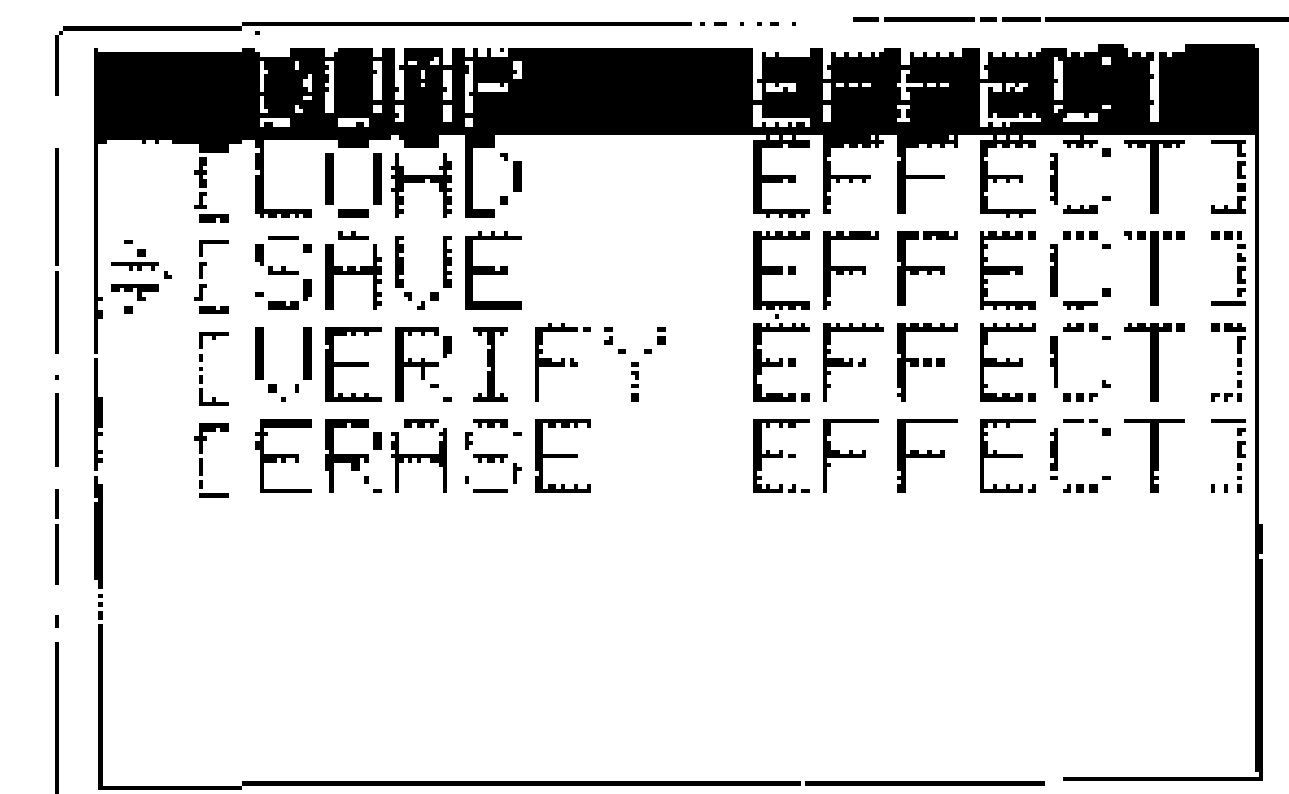 DUMP EFFECT
[LOAD EFFECT]
[SAVE EFFECT]
[VERIFY EFFECT]
[ERASE EFFECT]